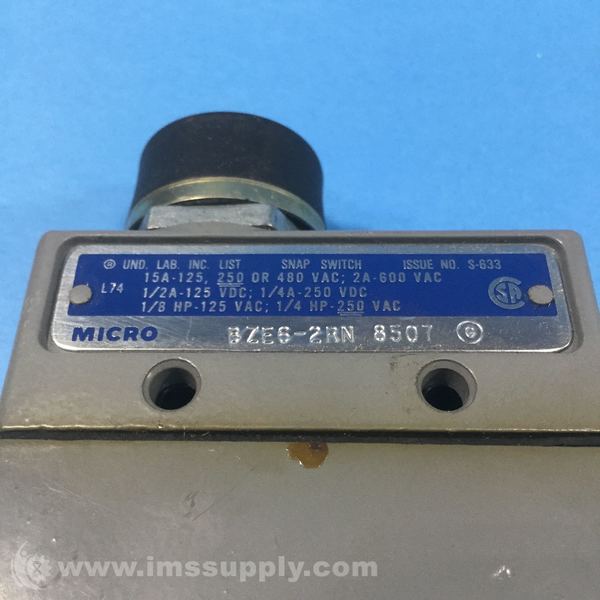 ® UND. LAB. INC. LIST SNAP SWITCH ISSUE NO. S-633
15A-125, 250 OR 480 VAC; 2A-600 VAC
L74 1/2A-125 VDC; 1/4A-250 VDC
1/8 HP-125 VAC; 1/4 HP-250 VAC
SA
MICRO BZE6-2RN 8507 G
www.imssupply.com